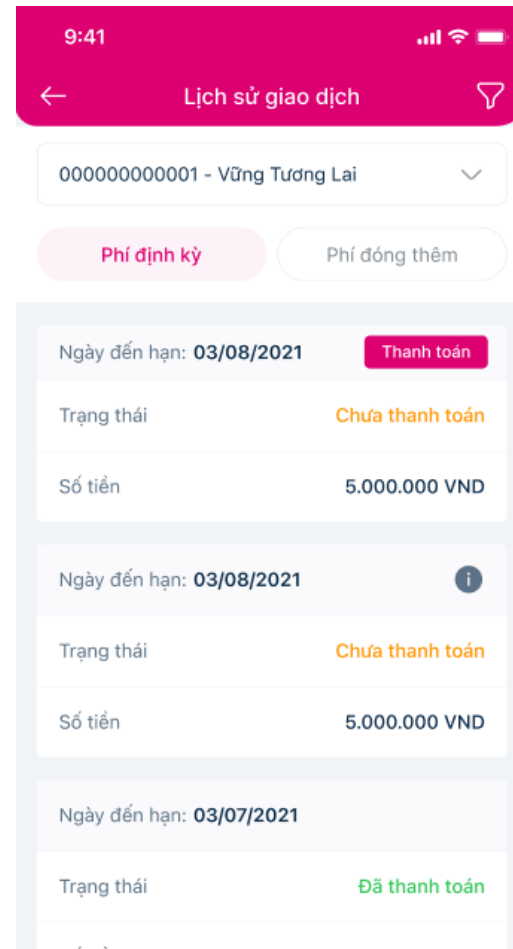 9:41
Lịch sử giao dịch
000000000001 - Vững Tương Lai
Phí định kỳ
Phí đóng thêm
Ngày đến hạn: 03/08/2021
Thanh toán
Trạng thái
Chưa thanh toán
Số tiền
5.000.000 VND
Ngày đến hạn: 03/08/2021
Trạng thái
Chưa thanh toán
Số tiền
5.000.000 VND
Ngày đến hạn: 03/07/2021
Trạng thái
Đã thanh toán